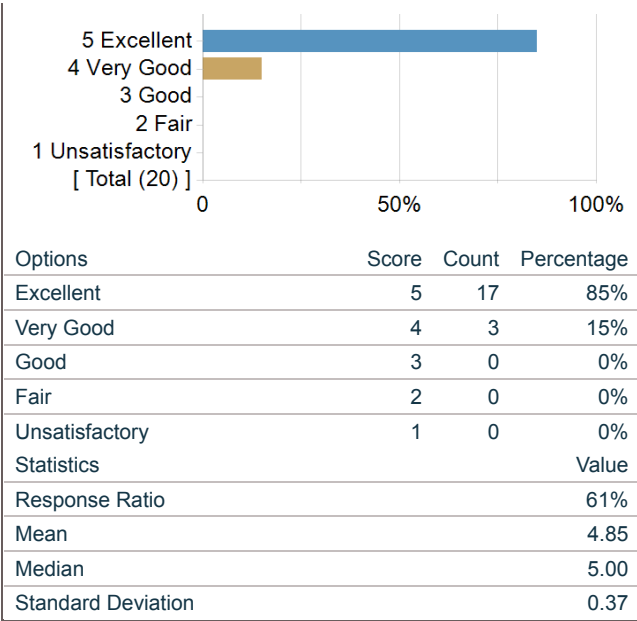 5 Excellent
4 Very Good
3 Good
2 Fair
1 Unsatisfactory
[ Total (20) ]
0 50% 100%
Options Score Count Percentage
Excellent 5 17 85%
Very Good 4 3 15%
Good 3 0 0%
Fair 2 0 0%
Unsatisfactory 1 0 0%
Statistics Value
Response Ratio 61%
Mean 4.85
Median 5.00
Standard Deviation 0.37